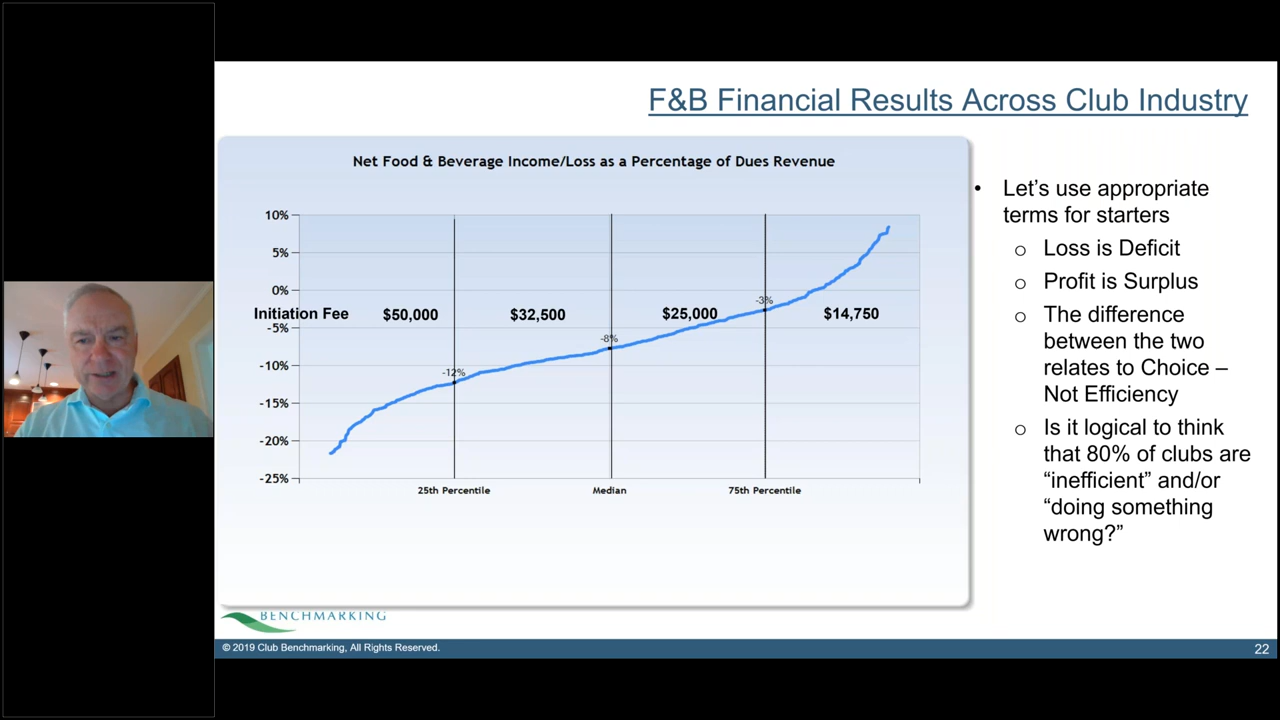 F&B Financial Results Across Club Industry
Net Food & Beverage Income/Loss as a Percentage of Dues Revenue
10%
5%
0%
-5%
-10%
-15%
-20%
-25%
Initiation Fee $50,000 $32,500 $25,000 $14,750
-12%
-8%
-3%
25th Percentile Median 75th Percentile
• Let’s use appropriate
terms for starters
o Loss is Deficit
o Profit is Surplus
o The difference
between the two
relates to Choice –
Not Efficiency
o Is it logical to think
that 80% of clubs are
“inefficient” and/or
“doing something
wrong?”
BENCHMARKING
© 2019 Club Benchmarking, All Rights Reserved.
22